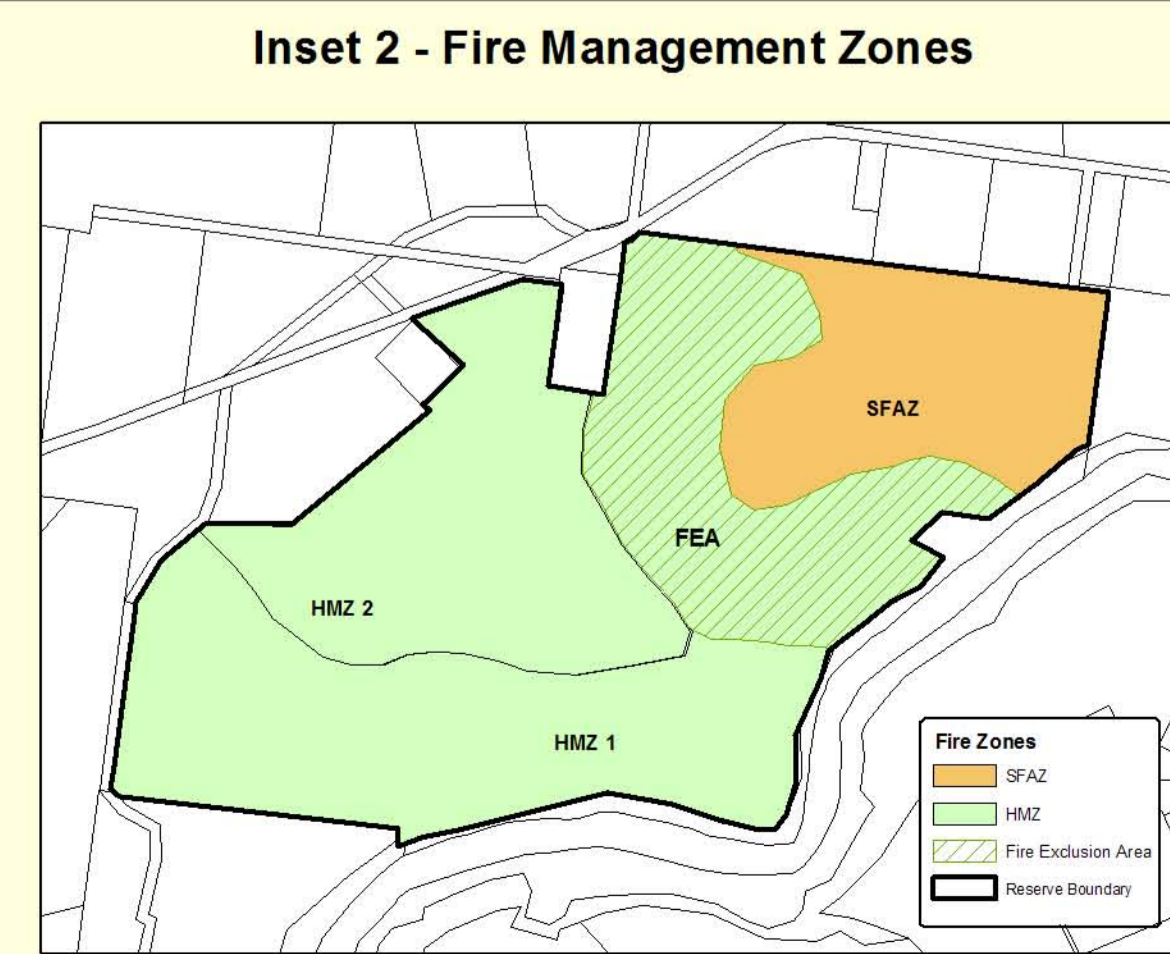 Inset 2 - Fire Management Zones
SFAZ
FEA
HMZ 2
HMZ 1
Fire Zones
SFAZ
HMZ
Fire Exclusion Area
Reserve Boundary